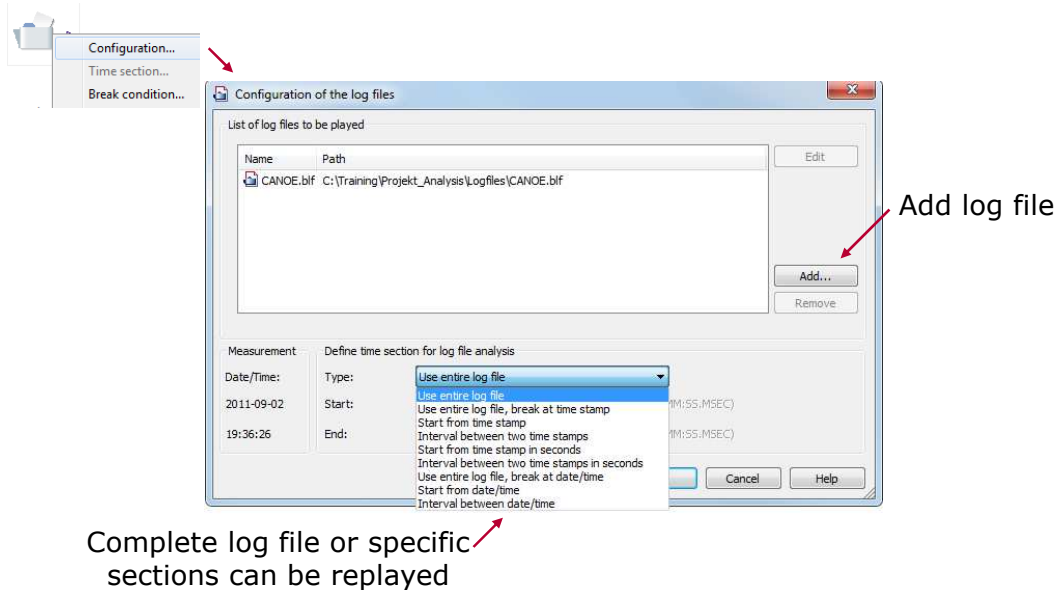 Configuration...
Time section...
Break condition...
Configuration of the log files
List of log files to be played
Name Path
CANOE.blf C:\Training\Projekt_Analysis\Logfiles\CANOE.blf
Edit
Add log file
Add...
Remove
Measurement Define time section for log file analysis
Date/Time: Type: Use entire log file
Use entire log file
2011-09-02 Start: Use entire log file, break at time stamp
Start from time stamp
19:36:26 End: Interval between two time stamps
Start from time stamp in seconds
Interval between two time stamps in seconds
Use entire log file, break at date/time
Start from date/time
Interval between date/time
:SS.MSEC)
:SS.MSEC)
Cancel Help
Complete log file or specific
sections can be replayed